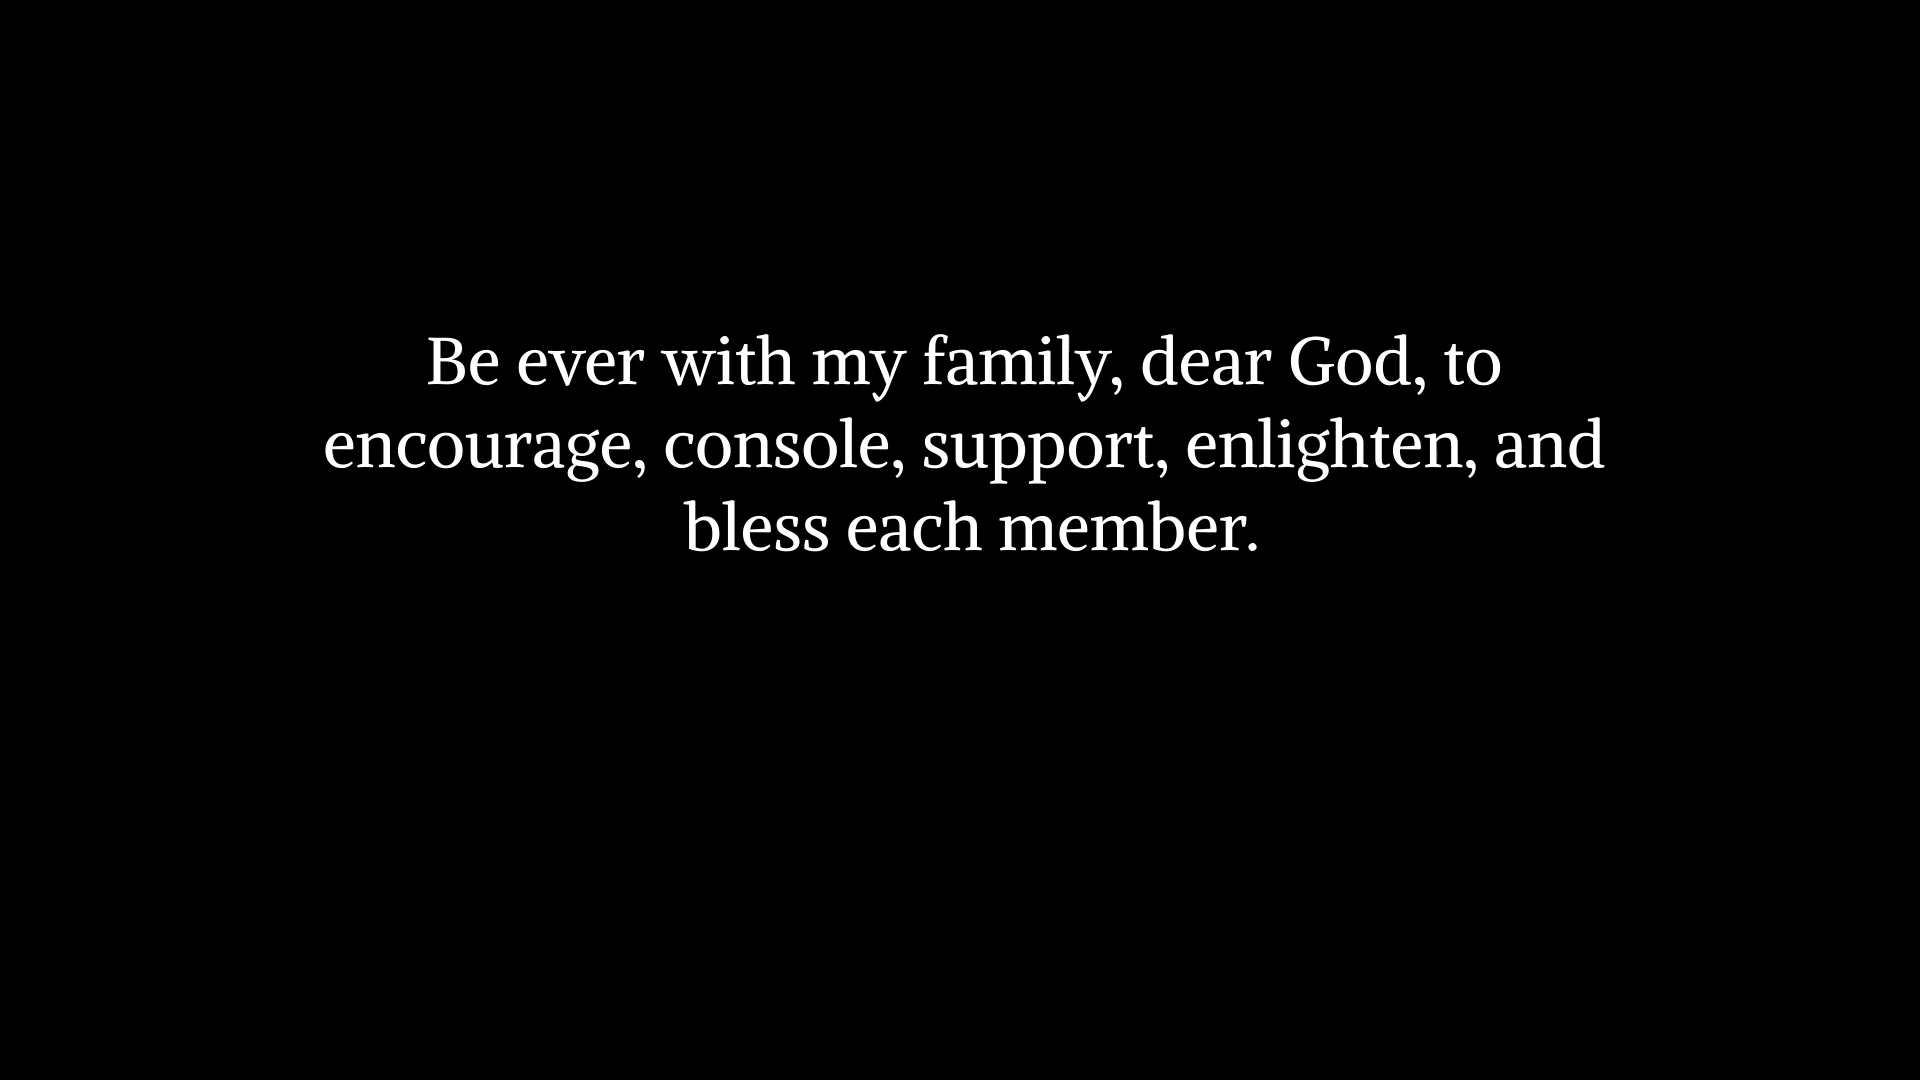 Be ever with my family, dear God, to
encourage, console, support, enlighten, and
bless each member.